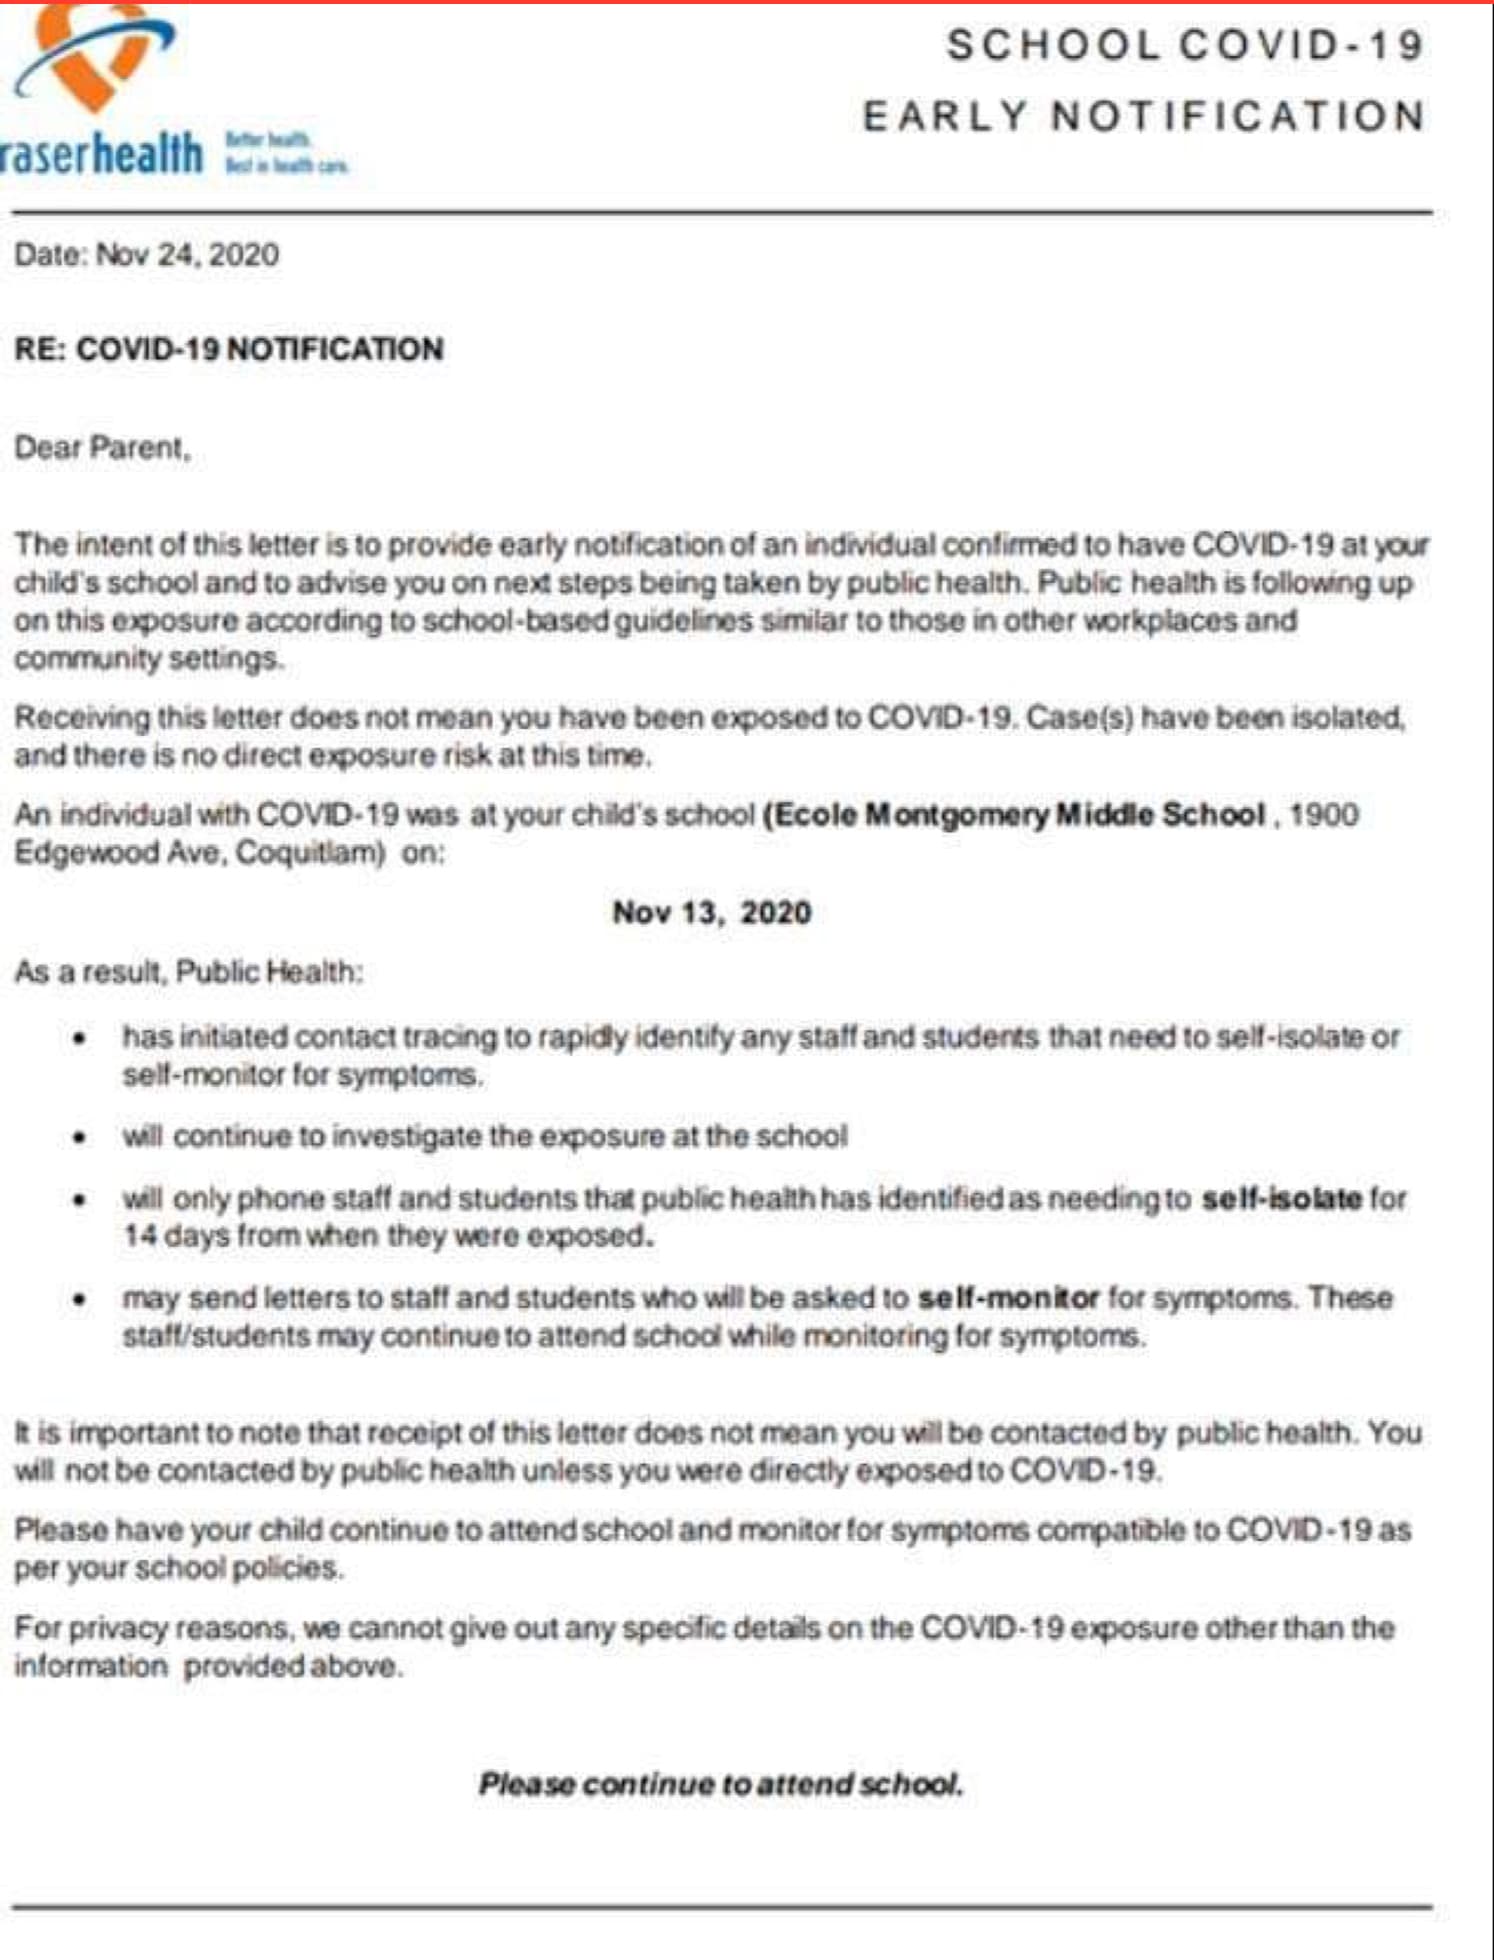 SCHOOL COVID-19
EARLY NOTIFICATION
raserhealth
Better health.
Best in health care.
Date: Nov 24, 2020
RE: COVID-19 NOTIFICATION
Dear Parent,
The intent of this letter is to provide early notification of an individual confirmed to have COVID-19 at your
child's school and to advise you on next steps being taken by public health. Public health is following up
on this exposure according to school-based guidelines similar to those in other workplaces and
community settings.
Receiving this letter does not mean you have been exposed to COVID-19. Case(s) have been isolated,
and there is no direct exposure risk at this time.
An individual with COVID-19 was at your child's school (Ecole Montgomery Middle School , 1900
Edgewood Ave, Coquitlam) on:
Nov 13, 2020
As a result, Public Health:
• has initiated contact tracing to rapidly identify any staff and students that need to self-isolate or
self-monitor for symptoms.
• will continue to investigate the exposure at the school
• will only phone staff and students that public health has identified as needing to self-isolate for
14 days from when they were exposed.
• may send letters to staff and students who will be asked to self-monitor for symptoms. These
staff/students may continue to attend school while monitoring for symptoms.
It is important to note that receipt of this letter does not mean you will be contacted by public health. You
will not be contacted by public health unless you were directly exposed to COVID-19.
Please have your child continue to attend school and monitor for symptoms compatible to COVID-19 as
per your school policies.
For privacy reasons, we cannot give out any specific details on the COVID-19 exposure other than the
information provided above.
Please continue to attend school.